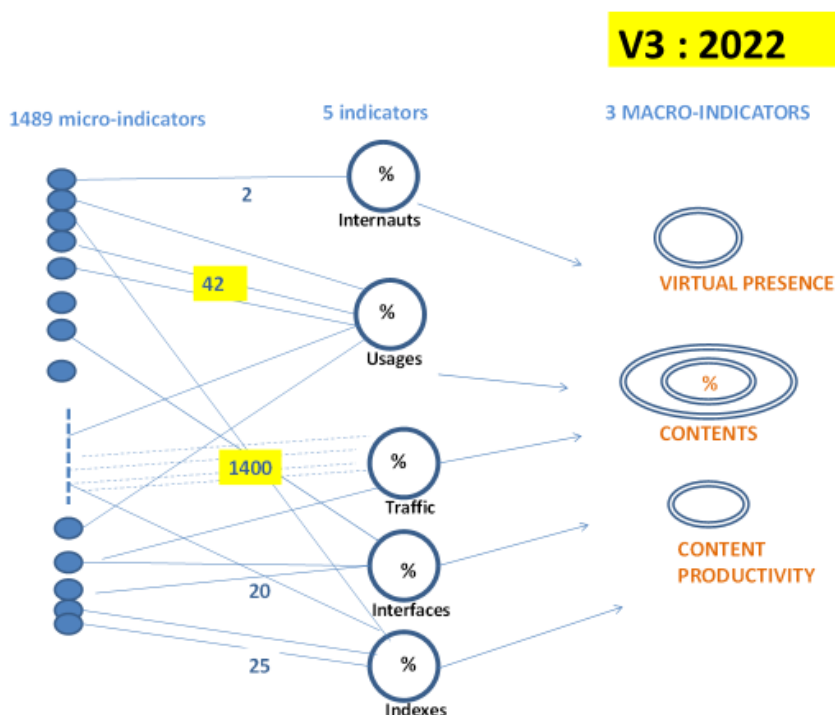 V3 : 2022
1489 micro-indicators
5 indicators
3 MACRO-INDICATORS
%
2
Internauts
42
VIRTUAL PRESENCE
%
Usages
%
CONTENTS
1400
%
Traffic
CONTENT
PRODUCTIVITY
%
20
Interfaces
%
25
Indexes